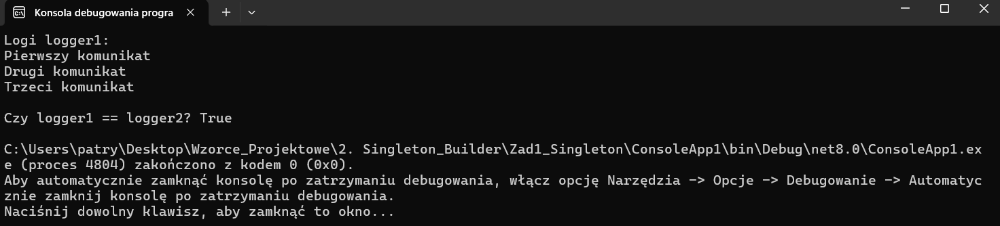 Konsola debugowania progra
Logi logger1:
Pierwszy komunikat
Drugi komunikat
Trzeci komunikat
Czy logger1 == logger2? True
C:\Users\patry\Desktop\Wzorce_Projektowe\2. Singleton_Builder\Zad1_Singleton\ConsoleApp1\bin\Debug\net8.0\ConsoleApp1.ex
e (proces 4804) zakończono z kodem 0 (0x0).
Aby automatycznie zamknąć konsolę po zatrzymaniu debugowania, włącz opcję Narzędzia -> Opcje -> Debugowanie -> Automatyc
znie zamknij konsolę po zatrzymaniu debugowania.
Naciśnij dowolny klawisz, aby zamknąć to okno...